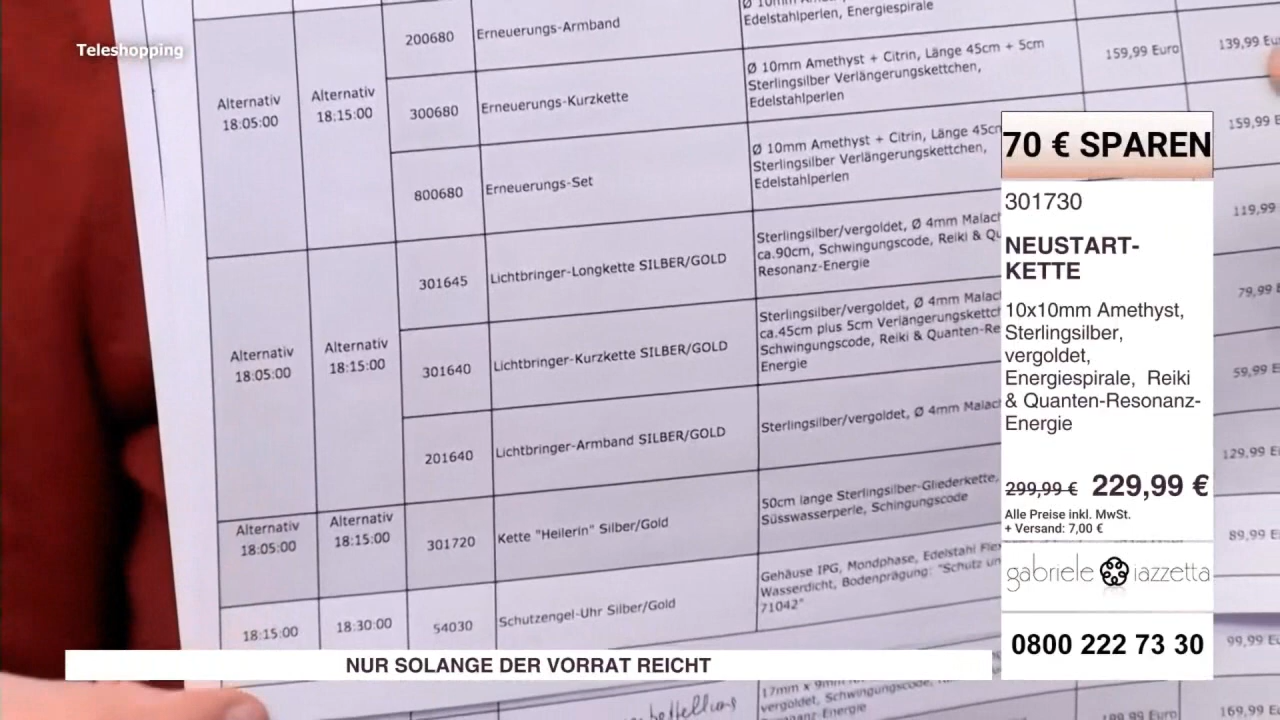 Teleshopping
Alternativ
18:05:00
Alternativ
18:15:00
200680
Erneuerungs-Armband
Edelstahlperlen, Energiespirale
300680
Erneuerungs-Kurzkette
Ø 10mm Amethyst + Citrin, Länge 45cm + 5cm
Sterlingsilber Verlängerungskettchen,
Edelstahlperlen
159,99 Euro
139,99
800680
Erneuerungs-Set
Ø 10mm Amethyst + Citrin, Länge
Sterlingsilber Verlängerungskettchen,
Edelstahlperlen
159,99 E
Alternativ
18:05:00
Alternativ
18:15:00
301645
Lichtbringer-Longkette SILBER/GOLD
Sterlingsilber/vergoldet, Ø 4mm
ca.90cm, Schwingungscode, Reiki &
Resonanz-Energie
119,99
301640
Lichtbringer-Kurzkette SILBER/GOLD
Sterlingsilber/vergoldet, Ø 4mm
ca.45cm plus 5cm
Schwingungscode, Reiki &
Energie
79,99 E
201640
Lichtbringer-Armband SILBER/GOLD
Sterlingsilber/vergoldet, Ø 4mm
59,99 E
Alternativ
18:05:00
Alternativ
18:15:00
301720
Kette "Heilerin" Silber/Gold
50cm lange Sterlingsilber-Gliederkette,
Süsswasserperle, Schingungscode
129,99 E
18:15:00
18:30:00
54030
Schutzengel-Uhr Silber/Gold
Gehäuse IPG, Mondphase, Edelstahl
Wasserdicht, Bodenprägung: "Schutz
71042"
89,99 E
99,99 E
vergoldet, Schwingungscode,
169,99 E
70 € SPAREN
301730
NEUSTART-
KETTE
10x10mm Amethyst,
Sterlingsilber,
vergoldet,
Energiespirale, Reiki
& Quanten-Resonanz-
Energie
299,99 € 229,99 €
Alle Preise inkl. MwSt.
+ Versand: 7,00 €
gabriele iazzetta
0800 222 73 30
NUR SOLANGE DER VORRAT REICHT